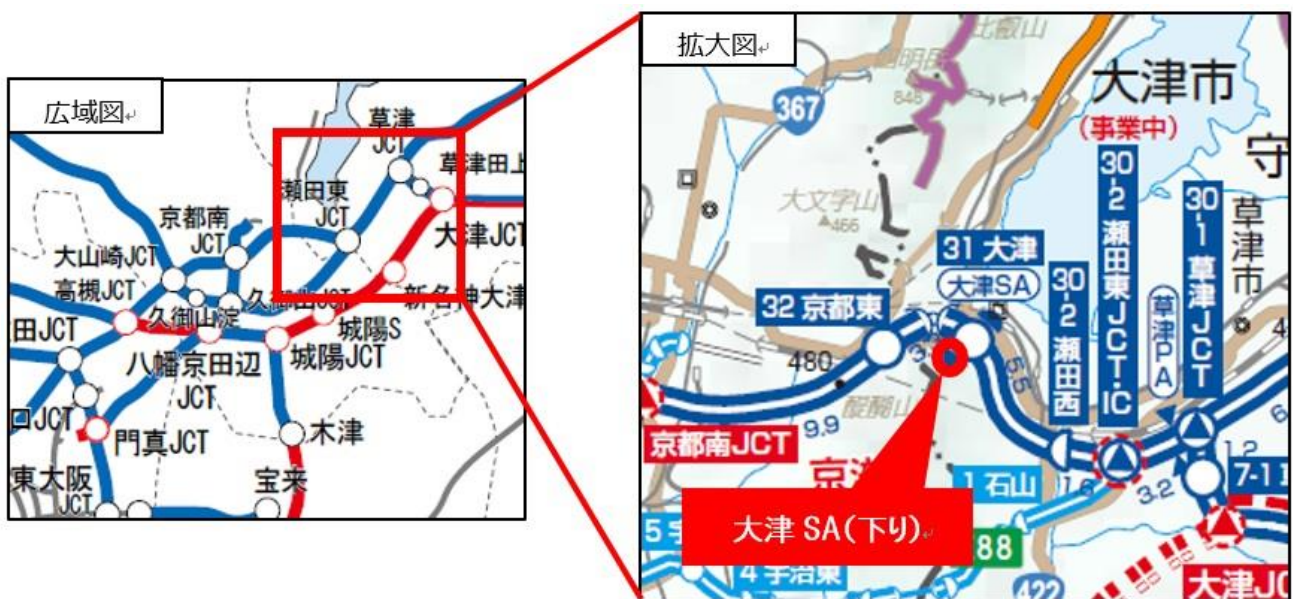 広域図
草津
JCT
草津田上
瀬田東
JCT
大津JCT
京都南
JCT
大山崎JCT
新名神大津
高槻JCT
久御山JCT
久御山淀
城陽S
田JCT
城陽JCT
八幡京田辺
JCT
口JCT
門真JCT
木津
東大阪
JCT
宝来
拡大図
比叡山
367
848
大津市
(事業中)
守
大文字山
466
31 大津
大津SA
32 京都東
30-2 瀬田西
30-2 瀬田東JCT・IC
草津PA
30-1 草津JCT
草津市
480
5.5
醍醐山
9.9
京都南JCT
1.6
3.2
1.2
6
7-1
1 石山
大津 SA(下り)
88
5 宇
4 宇治東
422
大津JC